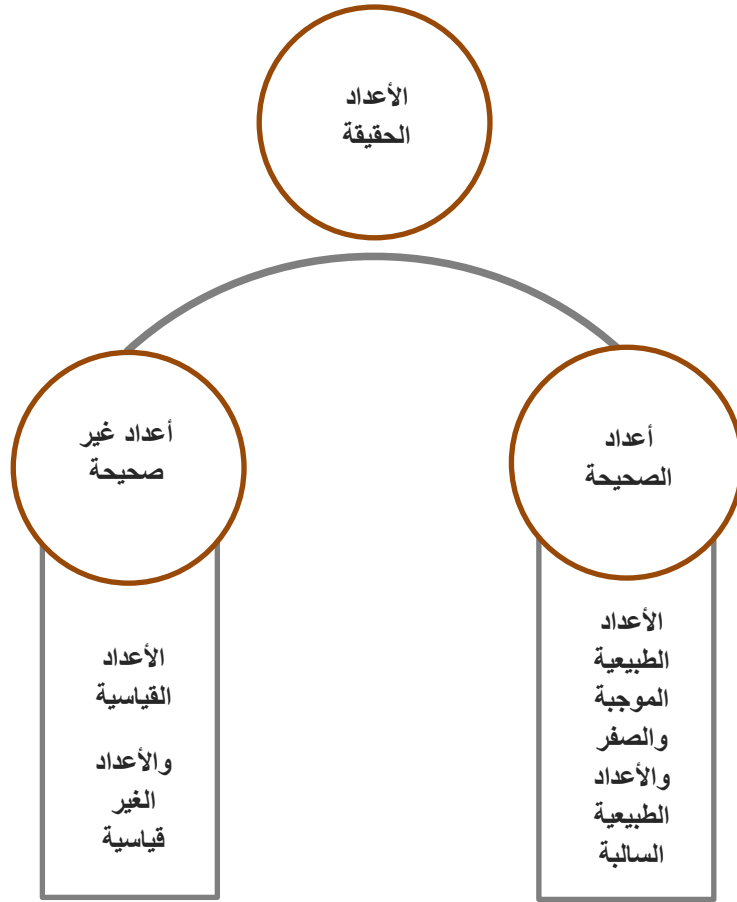 الأعداد
الحقيقة
أعداد
الصحيحة
أعداد غير
صحيحة
الأعداد
الطبيعية
الموجبة
والصفر
والأعداد
الطبيعية
السالبة
الأعداد
القياسية
والأعداد
الغير
قياسية